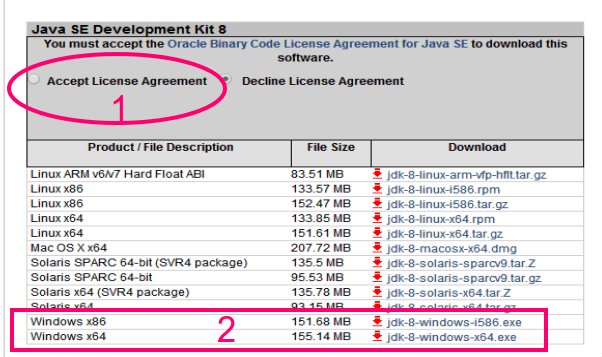 Java SE Development Kit 8
You must accept the Oracle Binary Code License Agreement for Java SE to download this
software.
Accept License Agreement Decline License Agreement
1
Product / File Description File Size Download
Linux ARM v6/v7 Hard Float ABI 83.51 MB jdk-8-linux-arm-vfp-hflt.tar.gz
Linux x86 133.57 MB jdk-8-linux-i586.rpm
Linux x86 152.47 MB jdk-8-linux-i586.tar.gz
Linux x64 133.85 MB jdk-8-linux-x64.rpm
Linux x64 151.61 MB jdk-8-linux-x64.tar.gz
Mac OS X x64 207.72 MB jdk-8-macosx-x64.dmg
Solaris SPARC 64-bit (SVR4 package) 135.5 MB jdk-8-solaris-sparcv9.tar.Z
Solaris SPARC 64-bit 95.53 MB jdk-8-solaris-sparcv9.tar.gz
Solaris x64 (SVR4 package) 135.78 MB jdk-8-solaris-x64.tar.Z
Solaris x64 93.15 MB jdk-8-solaris-x64.tar.gz
Windows x86 151.68 MB jdk-8-windows-i586.exe
2
Windows x64 155.14 MB jdk-8-windows-x64.exe